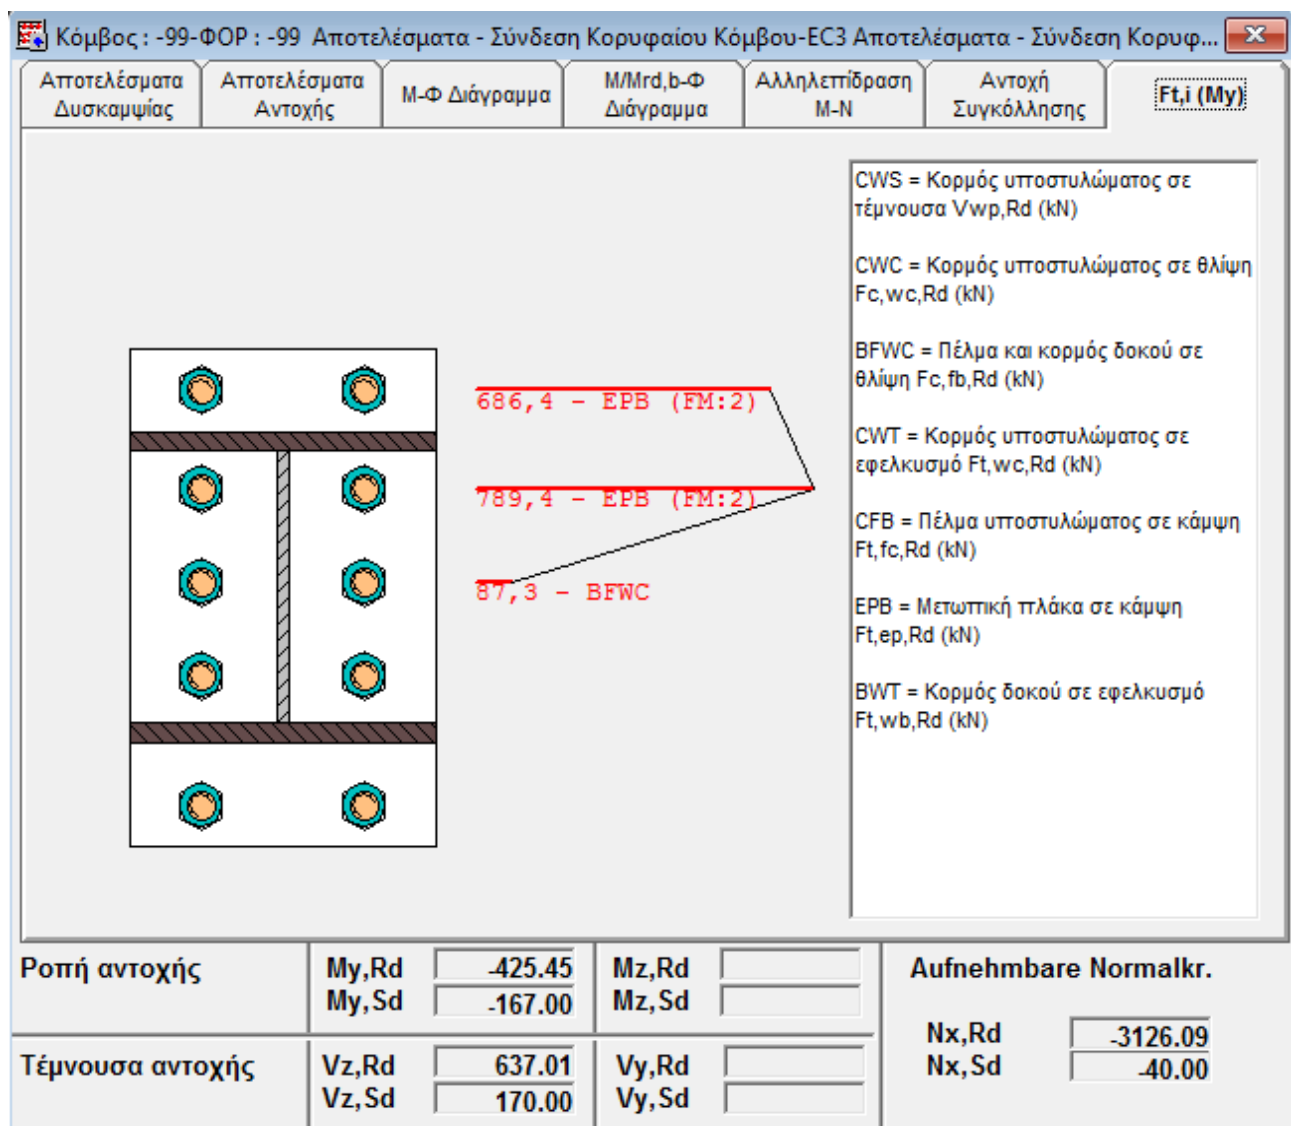 Κόμβος : -99-ΦΟΡ : -99 Αποτελέσματα - Σύνδεση Κορυφαίου Κόμβου-EC3 Αποτελέσματα - Σύνδεση Κορυφ...
Αποτελέσματα Δυσκαμψίας
Αποτελέσματα Αντοχής
Μ-Φ Διάγραμμα
M/Mrd,b-Φ Διάγραμμα
Αλληλεπίδραση M-N
Αντοχή Συγκόλλησης
Ft,i (My)
686,4 - EPB (FM:2)
789,4 - EPB (FM:2)
87,3 - BFWC
CWS = Κορμός υποστυλώματος σε
τέμνουσα Vwp,Rd (kN)
CWC = Κορμός υποστυλώματος σε θλίψη
Fc,wc,Rd (kN)
BFWC = Πέλμα και κορμός δοκού σε
θλίψη Fc,fb,Rd (kN)
CWT = Κορμός υποστυλώματος σε
εφελκυσμό Ft,wc,Rd (kN)
CFB = Πέλμα υποστυλώματος σε κάμψη
Ft,fc,Rd (kN)
EPB = Μετωπική πλάκα σε κάμψη
Ft,ep,Rd (kN)
BWT = Κορμός δοκού σε εφελκυσμό
Ft,wb,Rd (kN)
Ροπή αντοχής
My,Rd -425.45
My,Sd -167.00
Mz,Rd
Mz,Sd
Τέμνουσα αντοχής
Vz,Rd 637.01
Vz,Sd 170.00
Vy,Rd
Vy,Sd
Aufnehmbare Normalkr.
Nx,Rd -3126.09
Nx,Sd -40.00